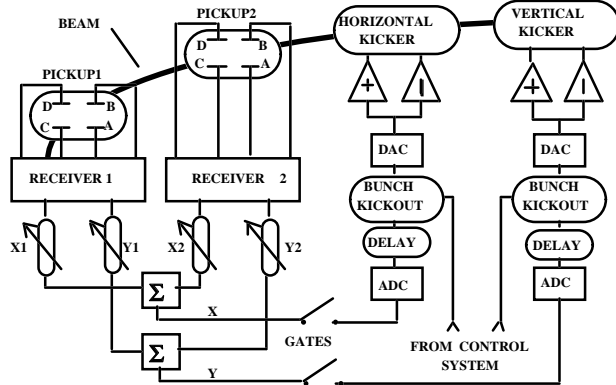 PICKUP2
BEAM
HORIZONTAL
KICKER
VERTICAL
KICKER
D B
C A
PICKUP1
D B
C A
+ −
+ −
DAC
DAC
RECEIVER 1
RECEIVER 2
BUNCH
KICKOUT
BUNCH
KICKOUT
X1
Y1
X2
Y2
DELAY
DELAY
Σ
ADC
ADC
X
GATES
FROM CONTROL
SYSTEM
Σ
Y